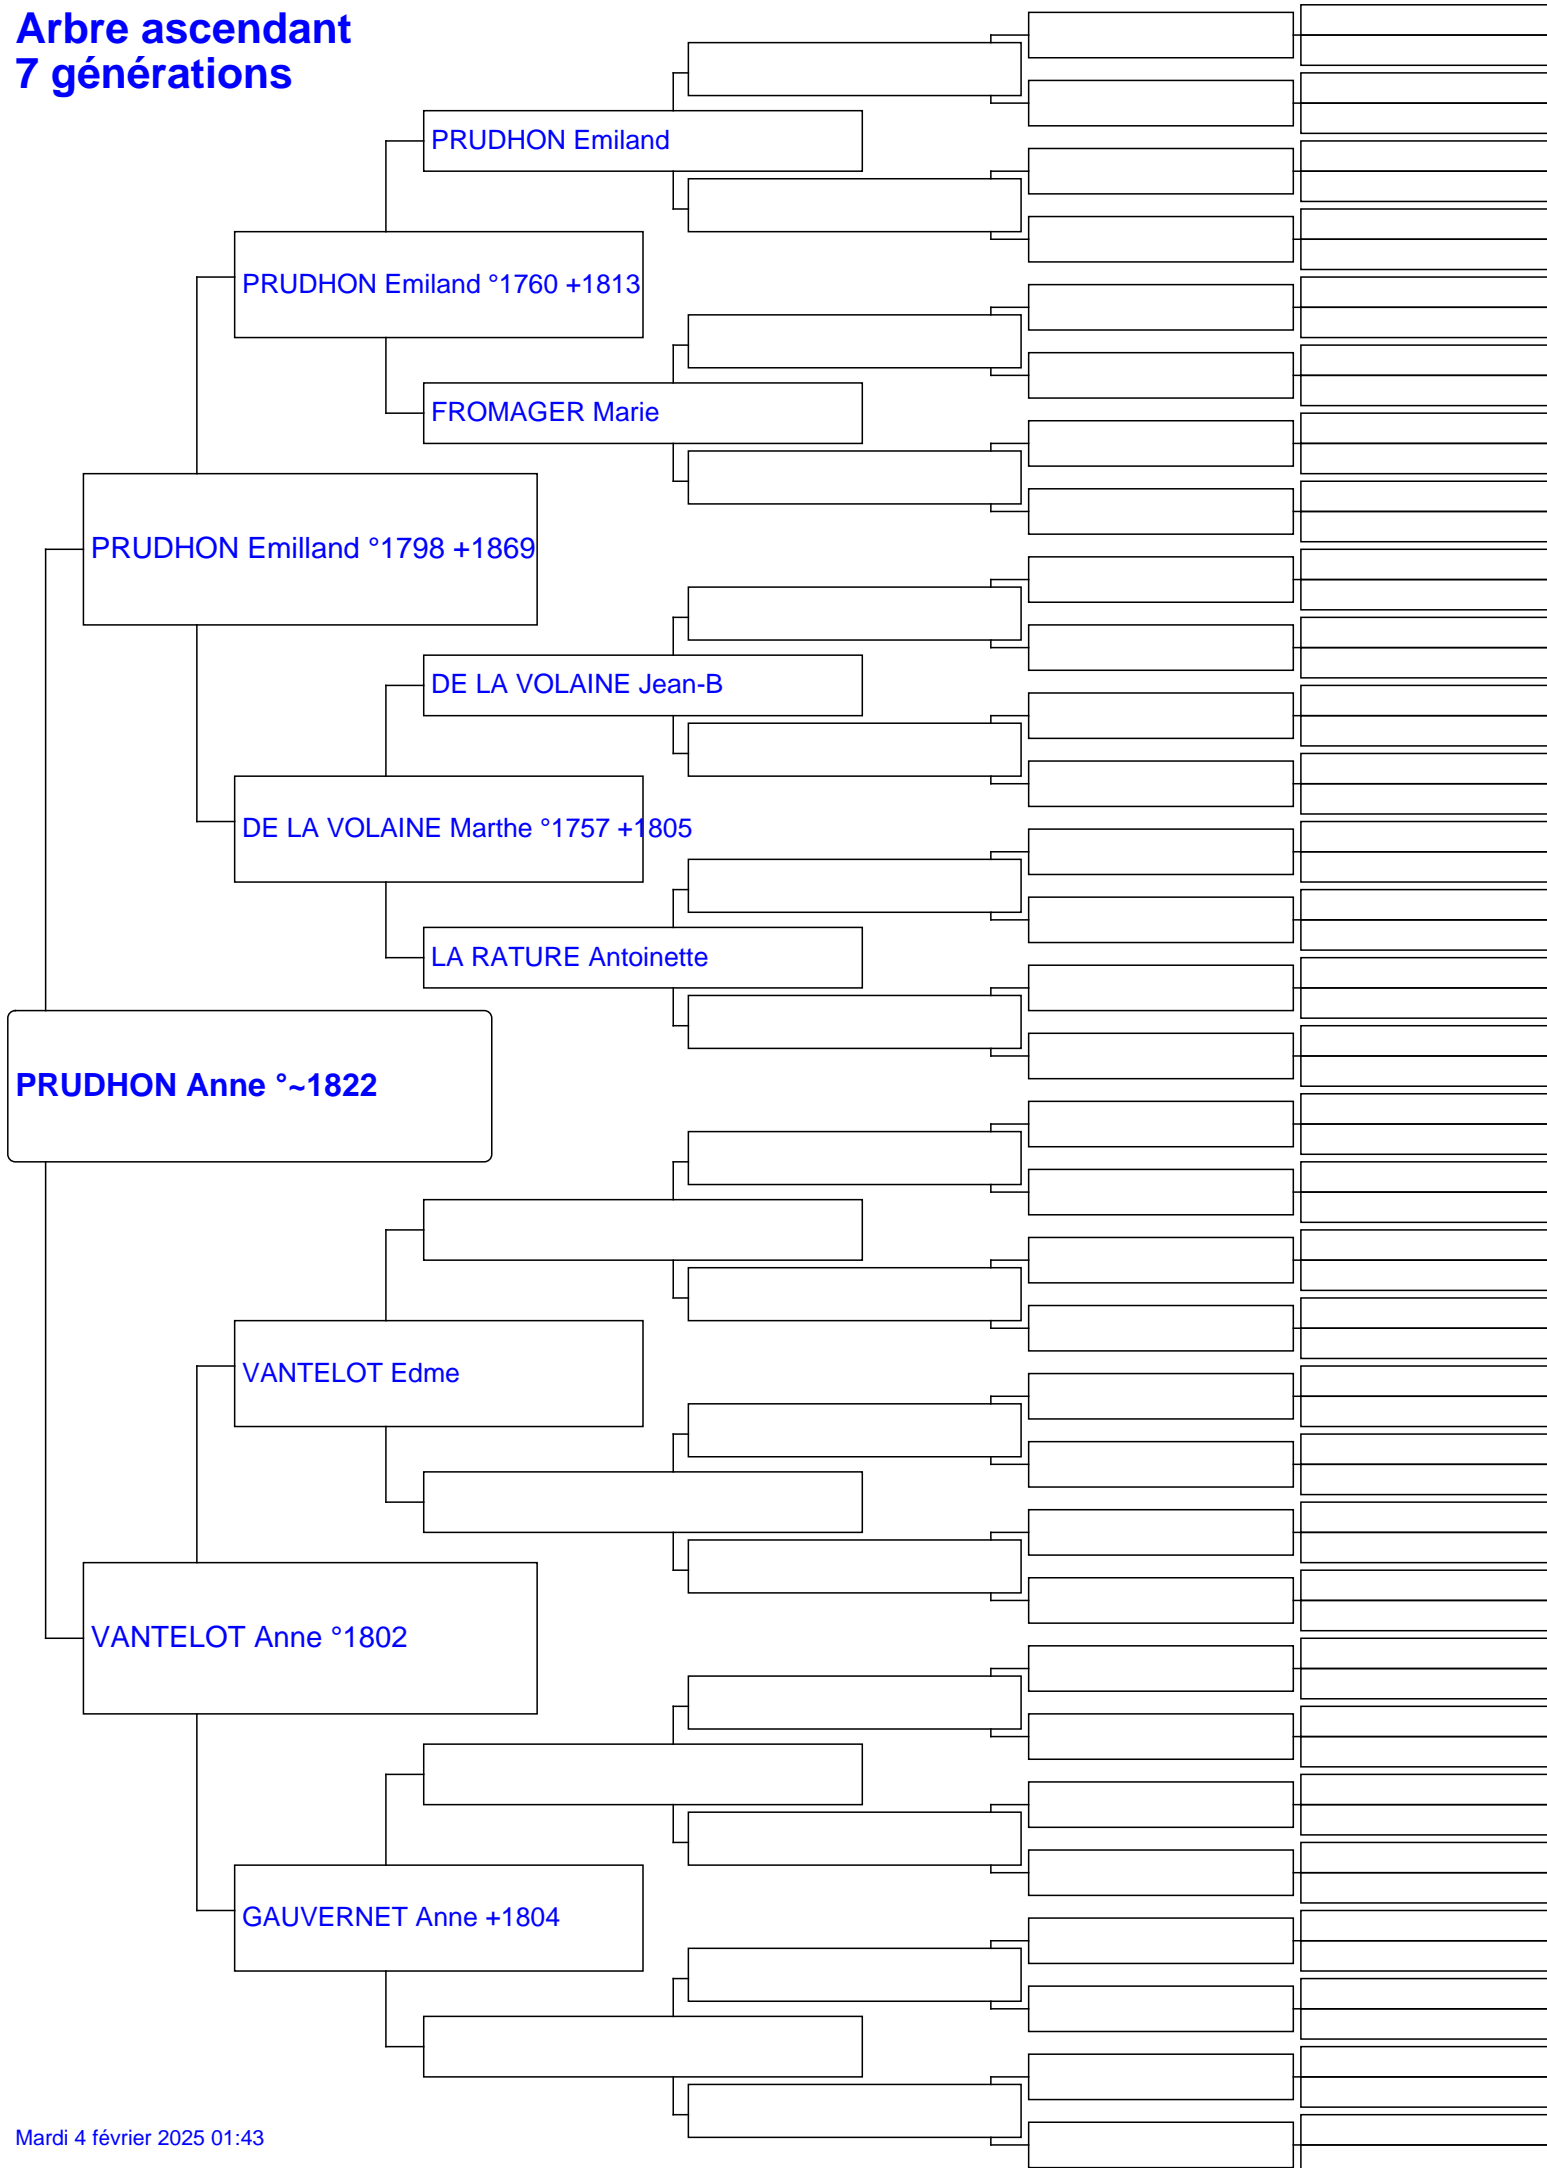 Arbre ascendant
7 générations
PRUDHON Emiland
PRUDHON Emiland °1760 +1813
FROMAGER Marie
PRUDHON Emilland °1798 +1869
DE LA VOLAINE Jean-B
DE LA VOLAINE Marthe °1757 +1805
LA RATURE Antoinette
PRUDHON Anne °~1822
VANTELOT Edme
VANTELOT Anne °1802
GAUVERNET Anne +1804
Mardi 4 février 2025 01:43